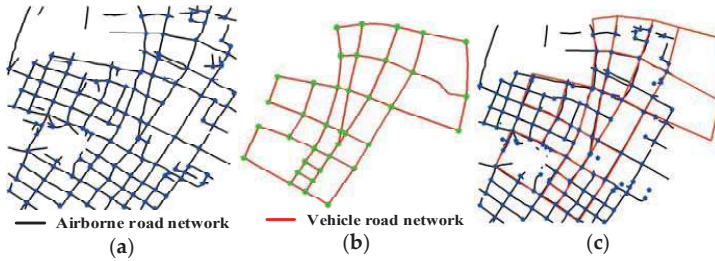 Airborne road network
Vehicle road network
(a)
(b)
(c)